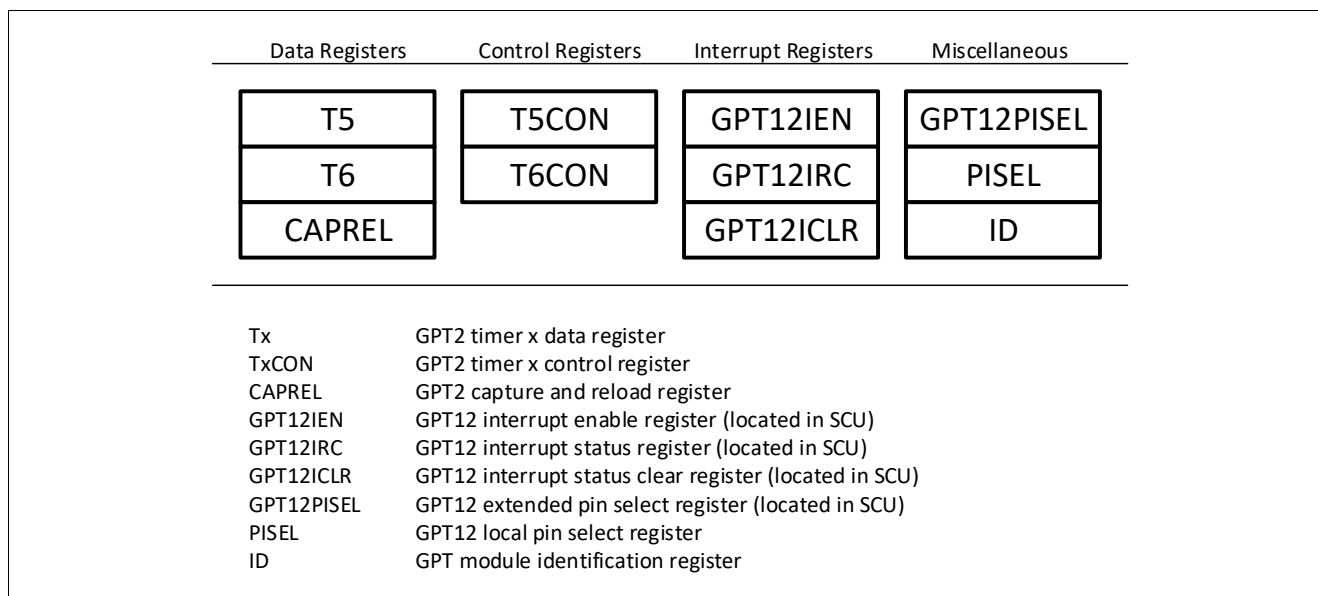 Data Registers Control Registers Interrupt Registers Miscellaneous
T5 T5CON GPT12IEN GPT12PISEL
T6 T6CON GPT12IRC PISEL
CAPREL GPT12ICLR ID
Tx GPT2 timer x data register
TxCON GPT2 timer x control register
CAPREL GPT2 capture and reload register
GPT12IEN GPT12 interrupt enable register (located in SCU)
GPT12IRC GPT12 interrupt status register (located in SCU)
GPT12ICLR GPT12 interrupt status clear register (located in SCU)
GPT12PISEL GPT12 extended pin select register (located in SCU)
PISEL GPT12 local pin select register
ID GPT module identification register